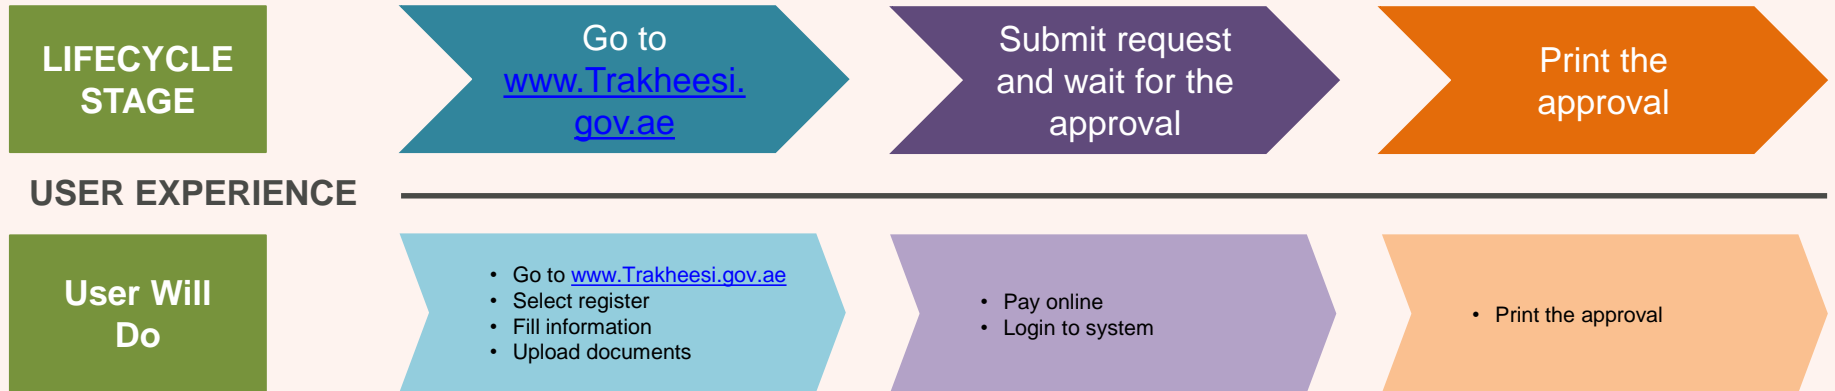 LIFECYCLE
STAGE
Go to
www.Trakheesi.
gov.ae
Submit request
and wait for the
approval
Print the
approval
USER EXPERIENCE
User Will
Do
• Go to www.Trakheesi.gov.ae
• Select register
• Fill information
• Upload documents
• Pay online
• Login to system
• Print the approval